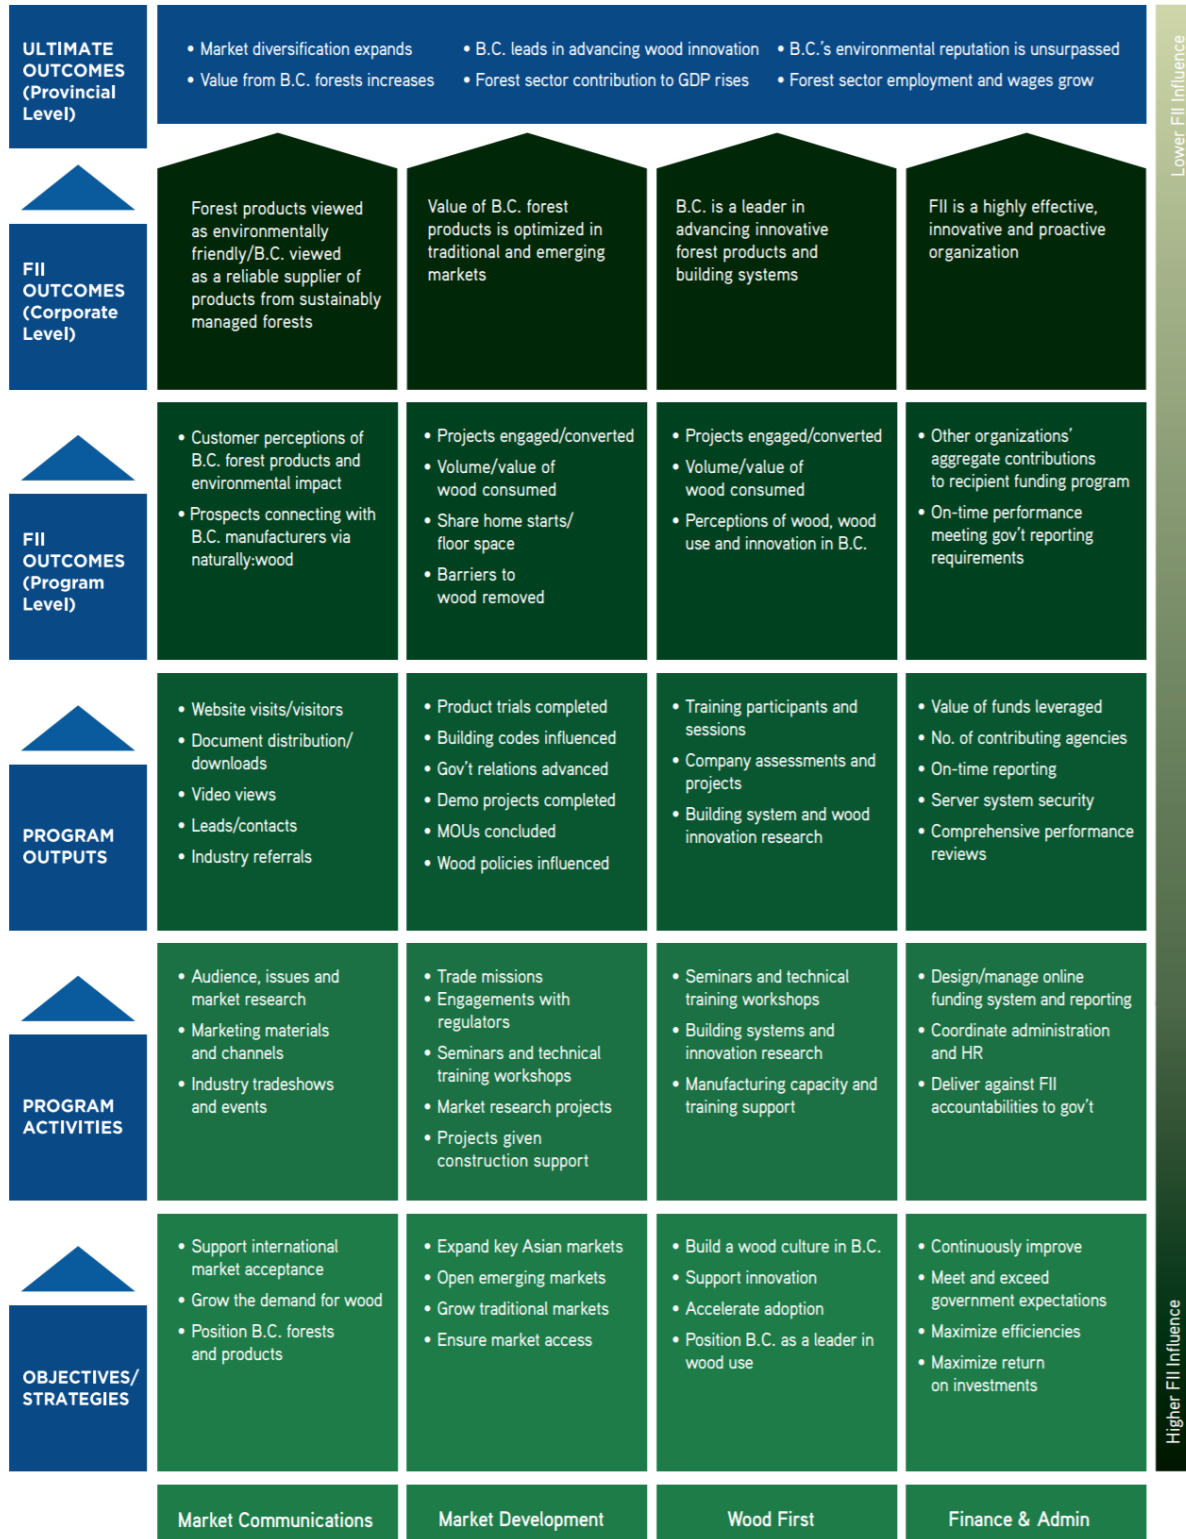 ULTIMATE
OUTCOMES
(Provincial
Level)
• Market diversification expands
• Value from B.C. forests increases
• B.C. leads in advancing wood innovation
• Forest sector contribution to GDP rises
• B.C.'s environmental reputation is unsurpassed
• Forest sector employment and wages grow
Lower FII Influence
FII
OUTCOMES
(Corporate
Level)
Forest products viewed
as environmentally
friendly/B.C. viewed
as a reliable supplier of
products from sustainably
managed forests
Value of B.C. forest
products is optimized in
traditional and emerging
markets
B.C. is a leader in
advancing innovative
forest products and
building systems
FII is a highly effective,
innovative and proactive
organization
FII
OUTCOMES
(Program
Level)
• Customer perceptions of
B.C. forest products and
environmental impact
• Prospects connecting with
B.C. manufacturers via
naturally:wood
• Projects engaged/converted
• Volume/value of
wood consumed
• Share home starts/
floor space
• Barriers to
wood removed
• Projects engaged/converted
• Volume/value of
wood consumed
• Perceptions of wood, wood
use and innovation in B.C.
• Other organizations'
aggregate contributions
to recipient funding program
• On-time performance
meeting gov't reporting
requirements
PROGRAM
OUTPUTS
• Website visits/visitors
• Document distribution/
downloads
• Video views
• Leads/contacts
• Industry referrals
• Product trials completed
• Building codes influenced
• Gov't relations advanced
• Demo projects completed
• MOUs concluded
• Wood policies influenced
• Training participants and
sessions
• Company assessments and
projects
• Building system and wood
innovation research
• Value of funds leveraged
• No. of contributing agencies
• On-time reporting
• Server system security
• Comprehensive performance
reviews
PROGRAM
ACTIVITIES
• Audience, issues and
market research
• Marketing materials
and channels
• Industry tradeshows
and events
• Trade missions
• Engagements with
regulators
• Seminars and technical
training workshops
• Market research projects
• Projects given
construction support
• Seminars and technical
training workshops
• Building systems and
innovation research
• Manufacturing capacity and
training support
• Design/manage online
funding system and reporting
• Coordinate administration
and HR
• Deliver against FII
accountabilities to gov't
OBJECTIVES/
STRATEGIES
• Support international
market acceptance
• Grow the demand for wood
• Position B.C. forests
and products
• Expand key Asian markets
• Open emerging markets
• Grow traditional markets
• Ensure market access
• Build a wood culture in B.C.
• Support innovation
• Accelerate adoption
• Position B.C. as a leader in
wood use
• Continuously improve
• Meet and exceed
government expectations
• Maximize efficiencies
• Maximize return
on investments
Higher FII Influence
Market Communications
Market Development
Wood First
Finance & Admin